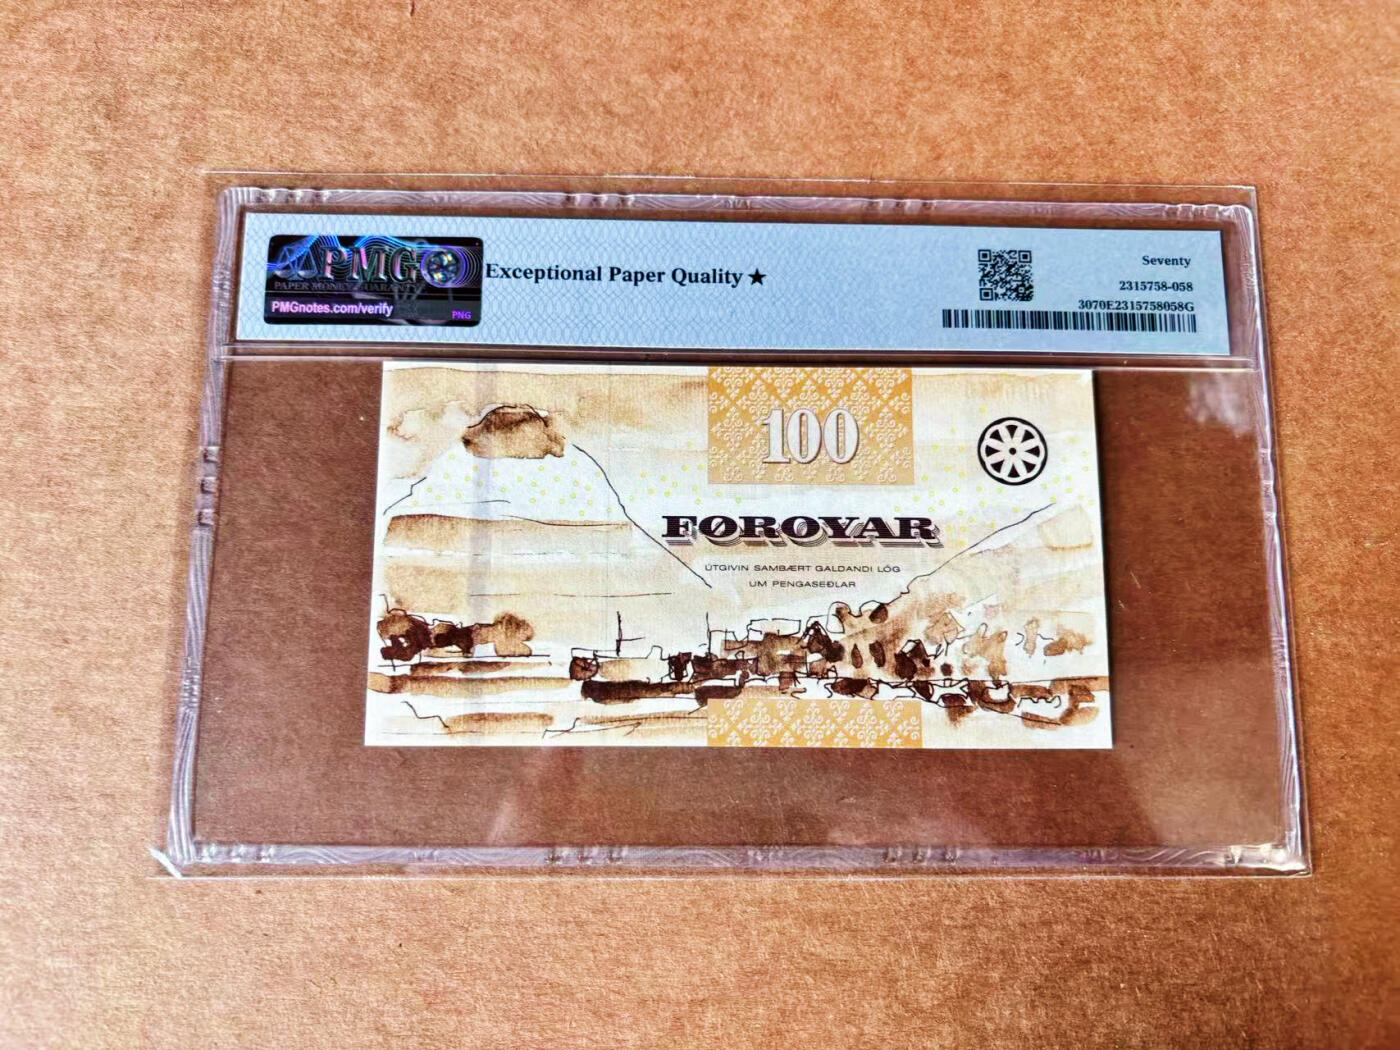 PMG
PAPER MONEY GUARANTY
PMGnotes.com/verify
PNG
Exceptional Paper Quality ★
Seventy
2315758-058
3070E2315758058G
100
FØROYAR
ÚTGIVIN SAMBÆRT GALDANDI LÓG
UM PENGASEÐLAR